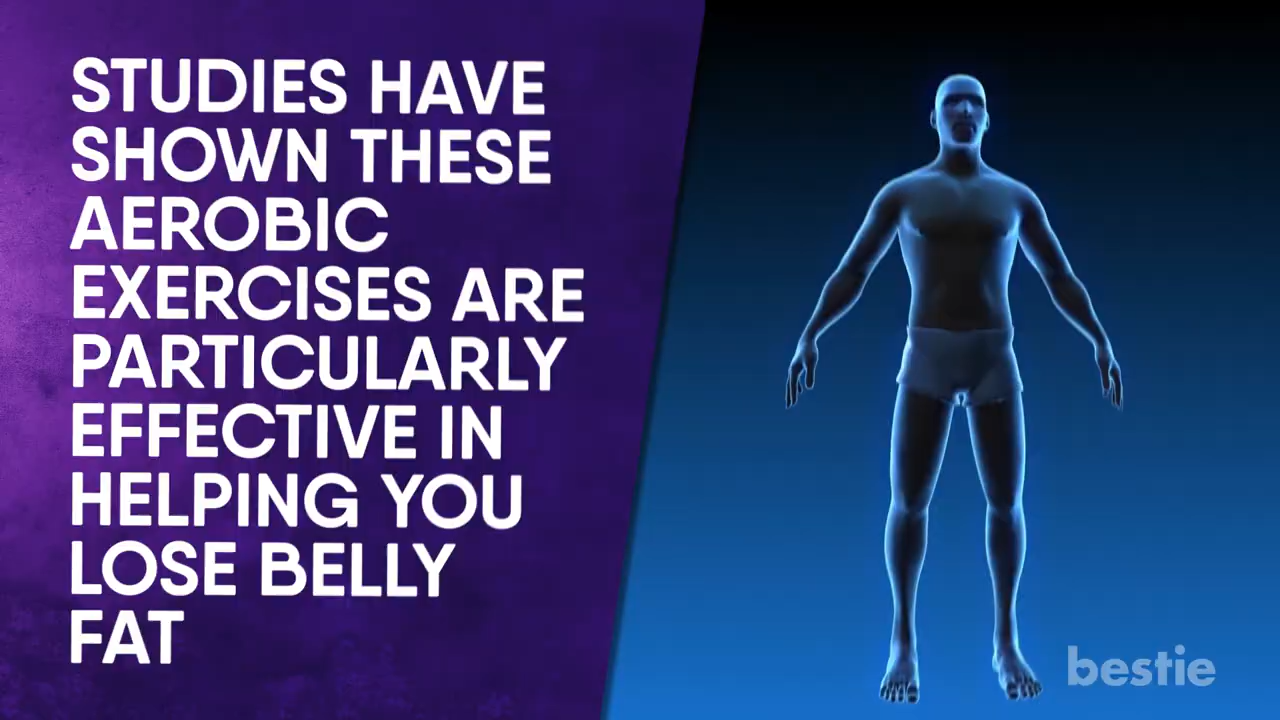 STUDIES HAVE
SHOWN THESE
AEROBIC
EXERCISES ARE
PARTICULARLY
EFFECTIVE IN
HELPING YOU
LOSE BELLY
FAT
bestie